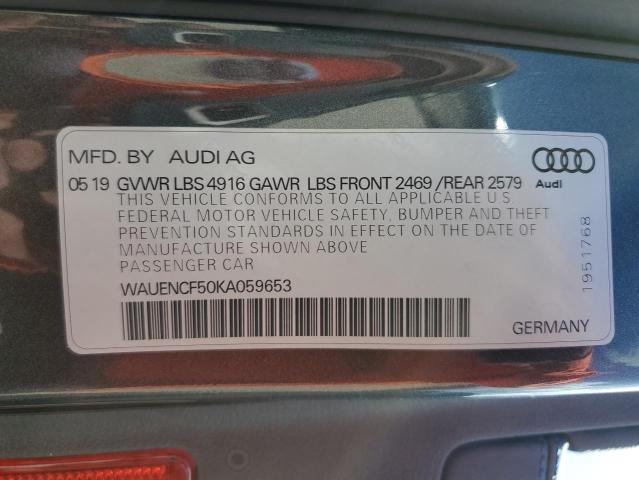 MFD. BY AUDI AG
05 19 GVWR LBS 4916 GAWR LBS FRONT 2469 /REAR 2579
Audi
THIS VEHICLE CONFORMS TO ALL APPLICABLE U.S.
FEDERAL MOTOR VEHICLE SAFETY, BUMPER AND THEFT
PREVENTION STANDARDS IN EFFECT ON THE DATE OF
MANUFACTURE SHOWN ABOVE
PASSENGER CAR
WAUENCF50KA059653
1951768
GERMANY